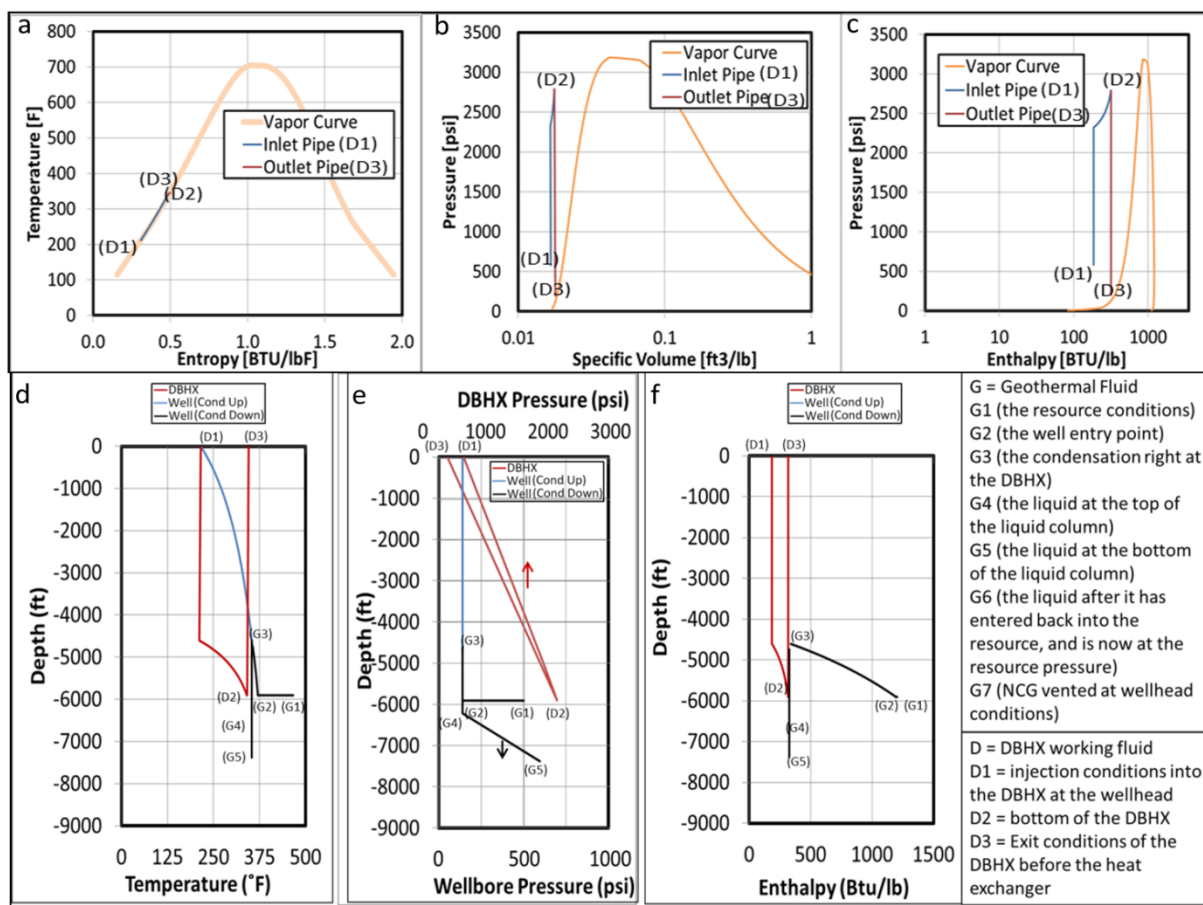 a
800
700
600
500
400
300
200
100
0
Temperature [F]
Vapor Curve
Inlet Pipe (D1)
Outlet Pipe(D3)
(D3)
(D2)
(D1)
0.0 0.5 1.0 1.5 2.0
Entropy [BTU/lbF]
b
3500
3000
2500
2000
1500
1000
500
0
Pressure [psi]
Vapor Curve
Inlet Pipe (D1)
Outlet Pipe(D3)
(D2)
(D1)
(D3)
0.01 0.1 1
Specific Volume [ft3/lb]
c
3500
3000
2500
2000
1500
1000
500
0
Pressure [psi]
Vapor Curve
Inlet Pipe (D1)
Outlet Pipe(D3)
(D2)
(D1)
(D3)
1 10 100 1000
Enthalpy [BTU/lb]
d
DBHX
Well(Cond Up)
Well(Cond Down)
(D1) (D3)
0
-1000
-2000
-3000
-4000
-5000
-6000
-7000
-8000
-9000
Depth (ft)
(G3)
(D2)
(G2) (G1)
(G4)
(G5)
0 125 250 375 500
Temperature (˚F)
e
DBHX Pressure (psi)
0 1000 2000 3000
(D3) (D1)
DBHX
Well(Cond Up)
Well(Cond Down)
0
-1000
-2000
-3000
-4000
-5000
-6000
-7000
-8000
-9000
Depth (ft)
(G3)
(G2) (G1) (D2)
(G4)
(G5)
0 500 1000
Wellbore Pressure (psi)
f
DBHX
Well(Cond Up)
Well(Cond Down)
(D1) (D3)
0
-1000
-2000
-3000
-4000
-5000
-6000
-7000
-8000
-9000
Depth (ft)
(G3)
(D2)
(G2) (G1)
(G4)
(G5)
0 500 1000 1500
Enthalpy (Btu/lb)
G = Geothermal Fluid
G1 (the resource conditions)
G2 (the well entry point)
G3 (the condensation right at
the DBHX)
G4 (the liquid at the top of
the liquid column)
G5 (the liquid at the bottom
of the liquid column)
G6 (the liquid after it has
entered back into the
resource, and is now at the
resource pressure)
G7 (NCG vented at wellhead
conditions)
D = DBHX working fluid
D1 = injection conditions into
the DBHX at the wellhead
D2 = bottom of the DBHX
D3 = Exit conditions of the
DBHX before the heat
exchanger